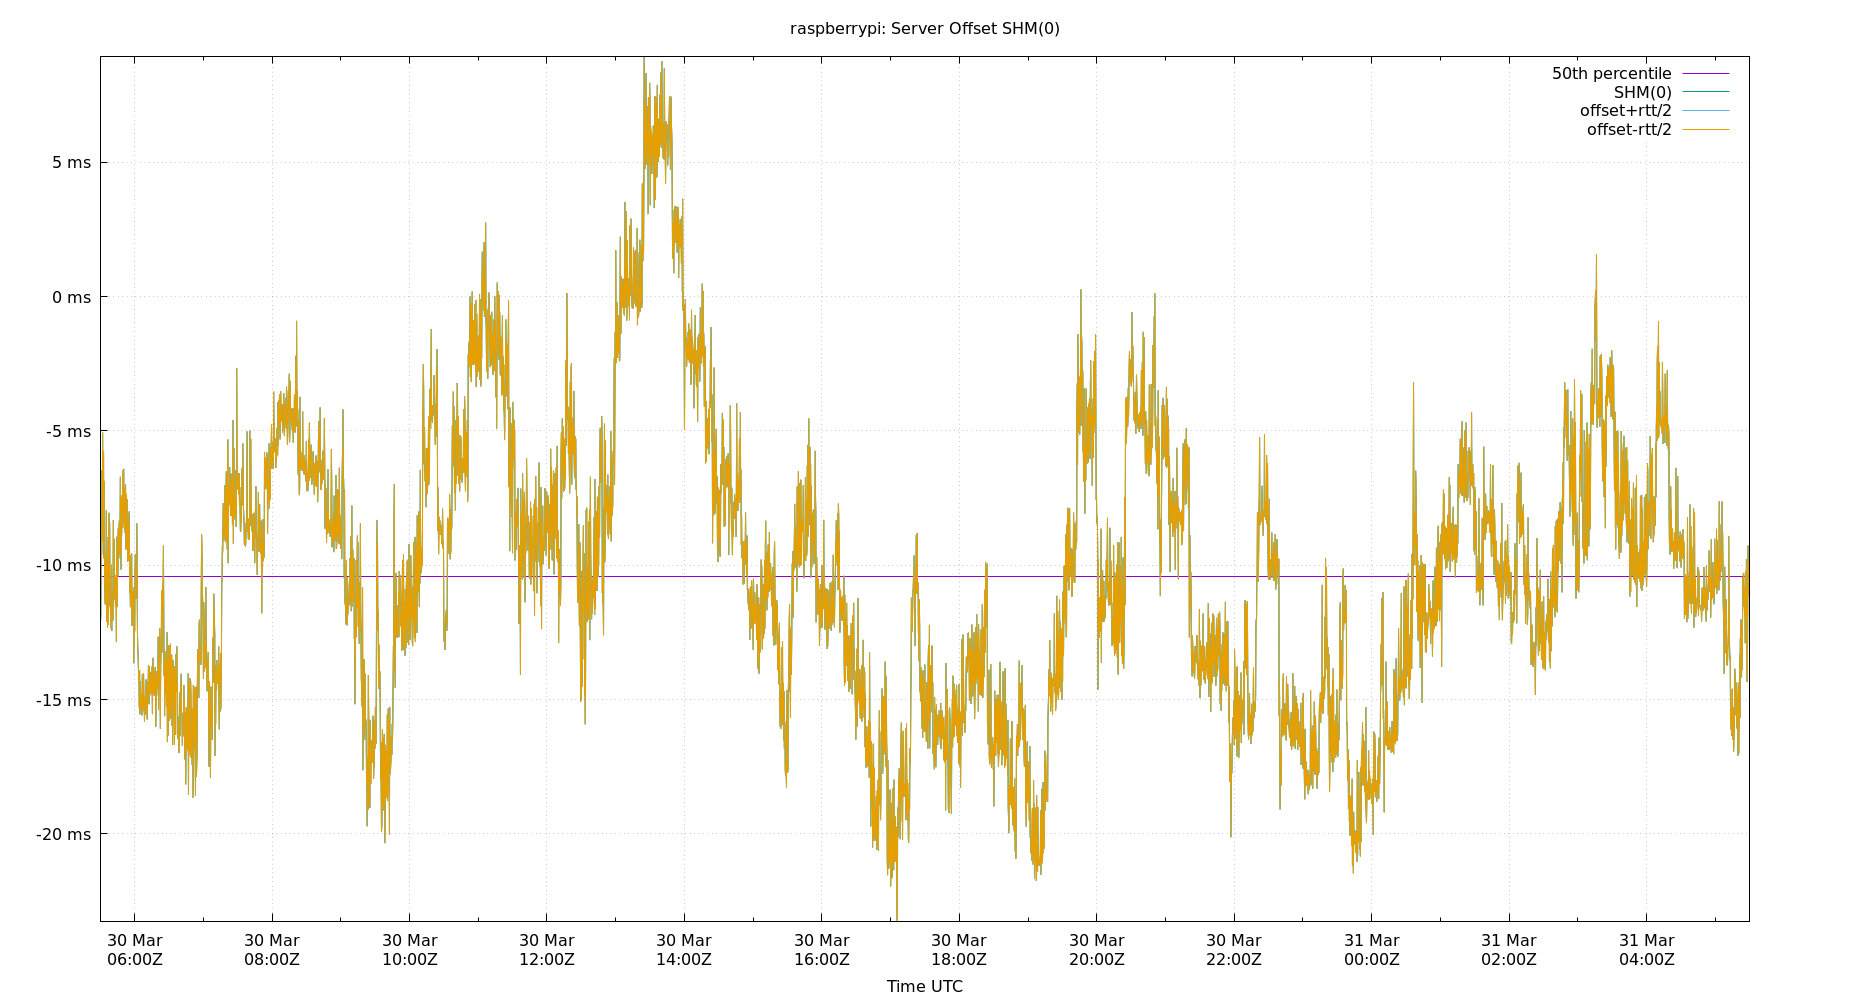 raspberrypi: Server Offset SHM(0)
50th percentile
SHM(0)
offset+rtt/2
offset-rtt/2
5 ms
0 ms
-5 ms
-10 ms
-15 ms
-20 ms
30 Mar 30 Mar 30 Mar 30 Mar 30 Mar 30 Mar 30 Mar 30 Mar 30 Mar 31 Mar 31 Mar 31 Mar
06:00Z 08:00Z 10:00Z 12:00Z 14:00Z 16:00Z 18:00Z 20:00Z 22:00Z 00:00Z 02:00Z 04:00Z
Time UTC